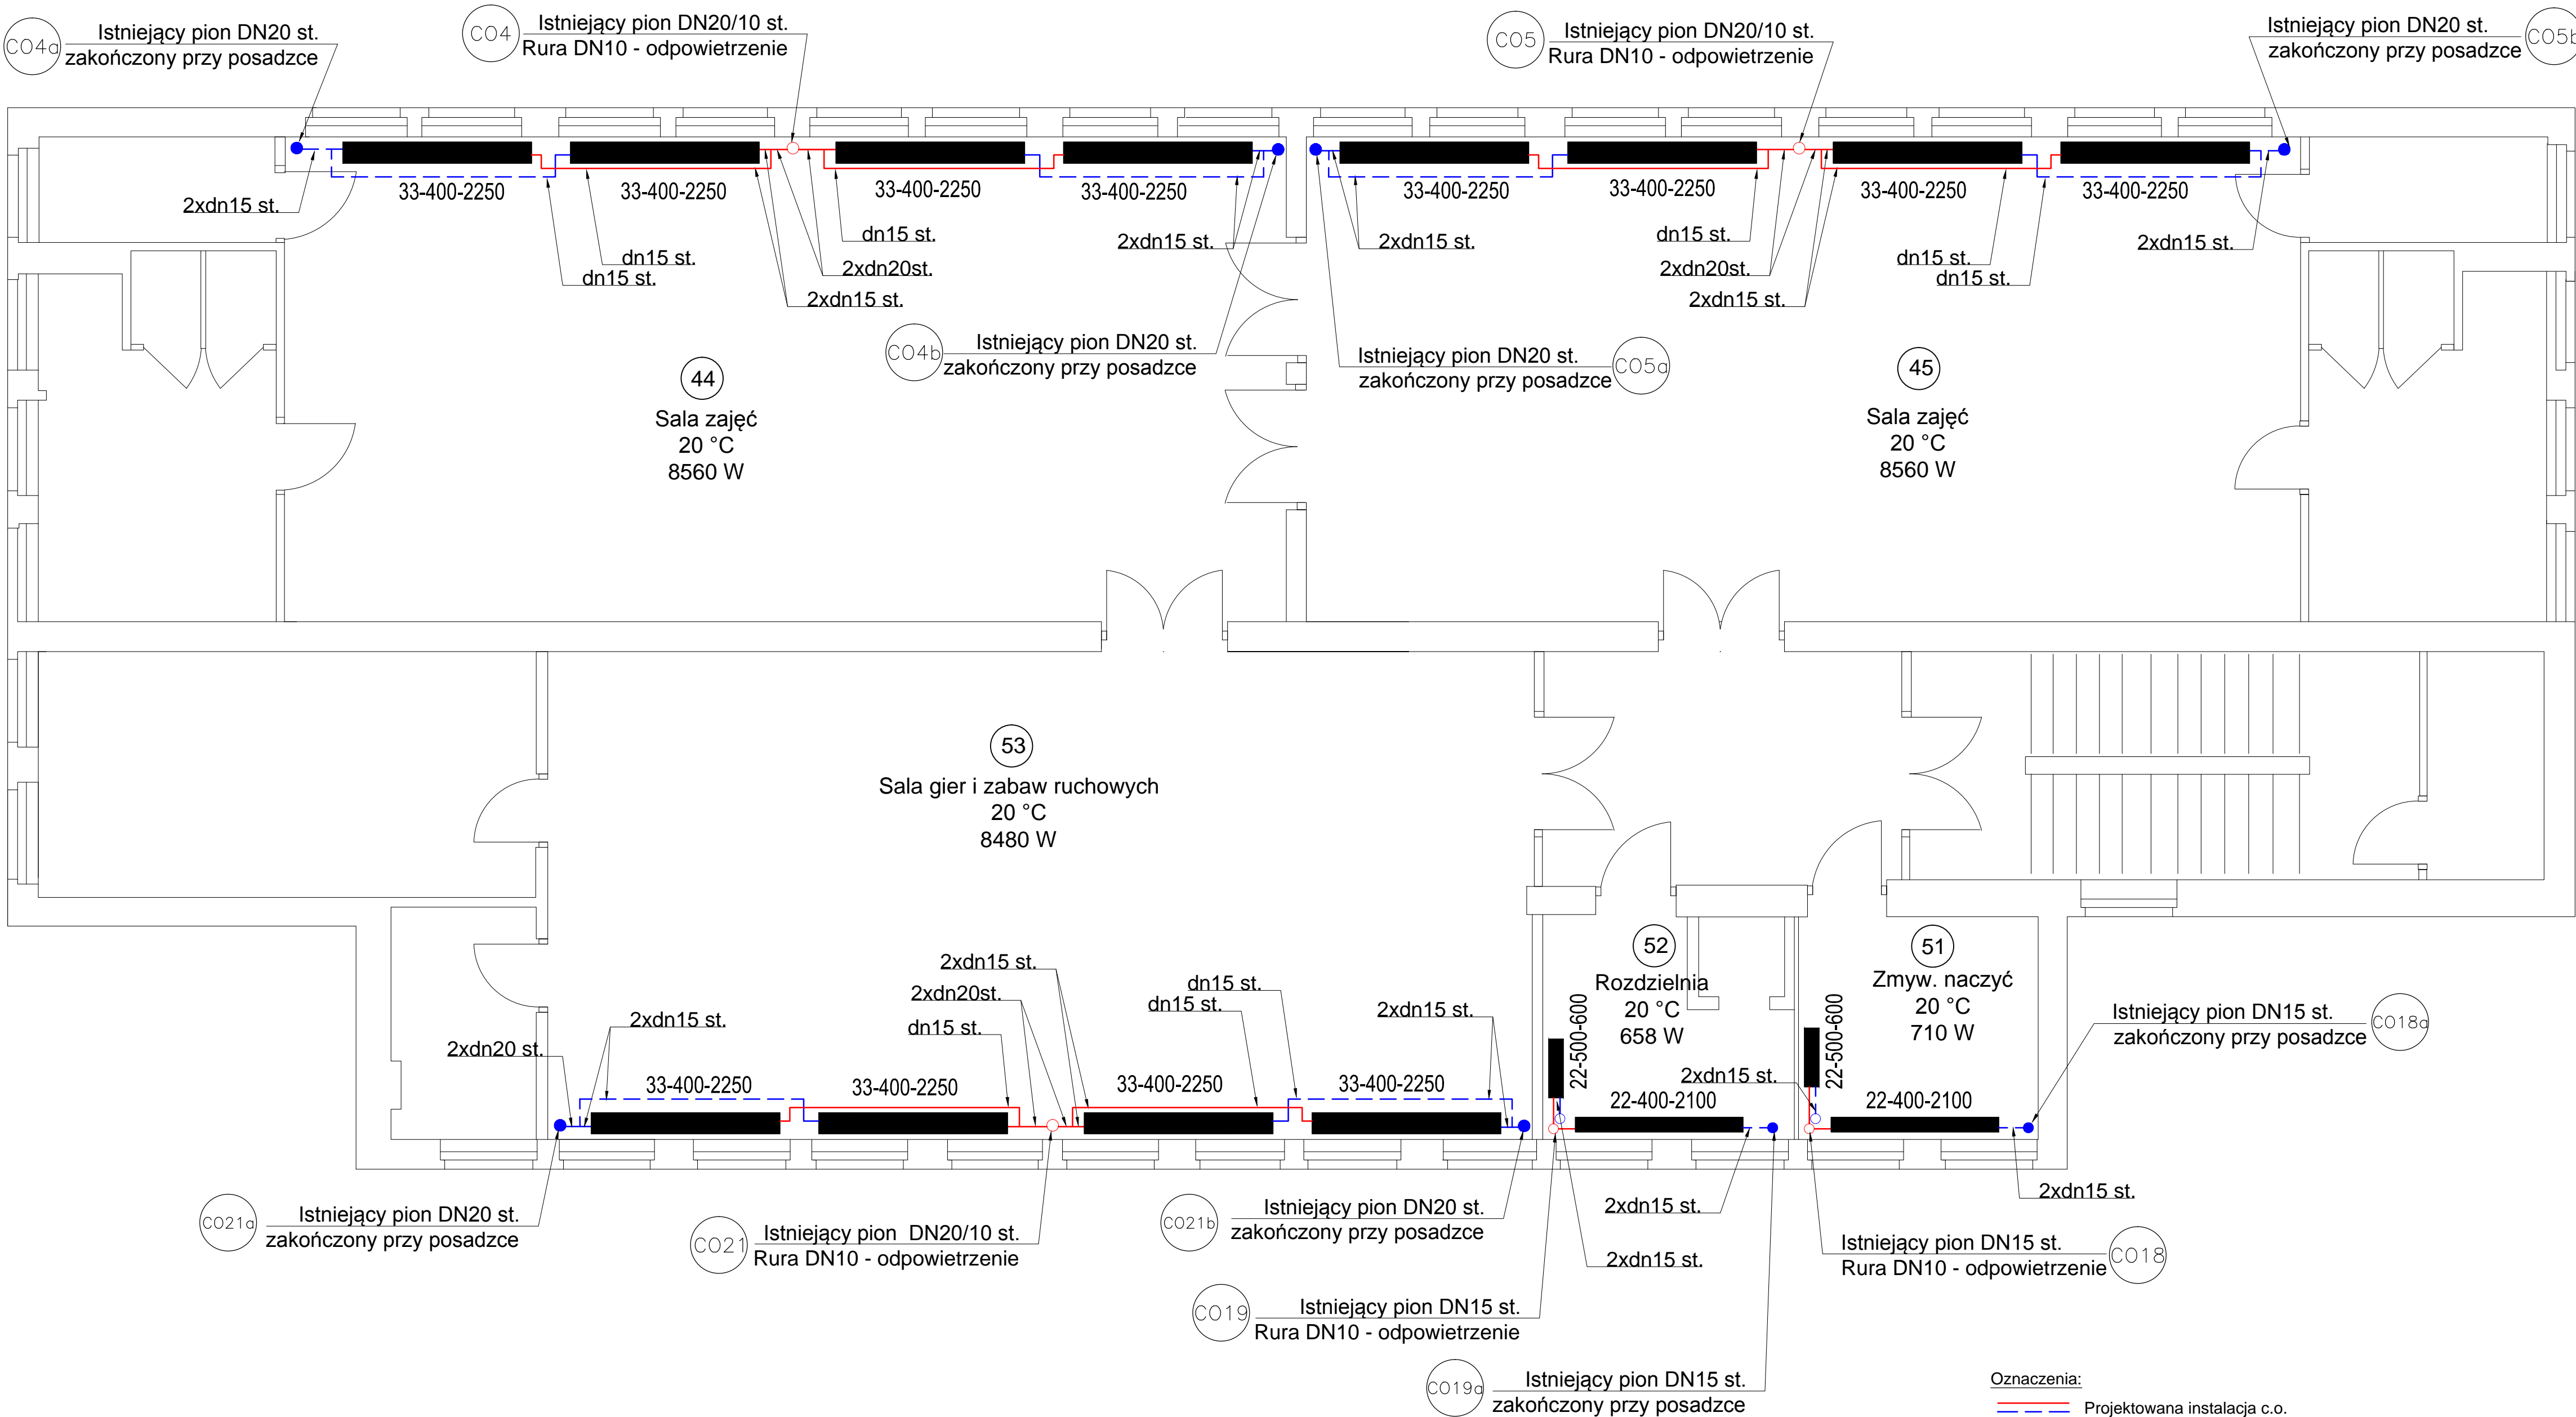 CO4a
Istniejący pion DN20 st.
zakończony przy posadzce
CO4
Istniejący pion DN20/10 st.
Rura DN10 - odpowietrzenie
CO5
Istniejący pion DN20/10 st.
Rura DN10 - odpowietrzenie
Istniejący pion DN20 st.
zakończony przy posadzce
CO5b
33-400-2250
33-400-2250
33-400-2250
33-400-2250
33-400-2250
33-400-2250
33-400-2250
33-400-2250
2xdn15 st.
dn15 st.
dn15 st.
dn15 st.
2xdn20st.
2xdn15 st.
2xdn15 st.
2xdn15 st.
dn15 st.
2xdn20st.
2xdn15 st.
dn15 st.
dn15 st.
2xdn15 st.
CO4b
Istniejący pion DN20 st.
zakończony przy posadzce
Istniejący pion DN20 st.
zakończony przy posadzce
CO5a
44
Sala zajęć
20 °C
8560 W
45
Sala zajęć
20 °C
8560 W
53
Sala gier i zabaw ruchowych
20 °C
8480 W
52
Rozdzielnia
20 °C
658 W
51
Zmyw. naczyć
20 °C
710 W
2xdn15 st.
2xdn20st.
dn15 st.
dn15 st.
dn15 st.
2xdn15 st.
2xdn15 st.
2xdn20 st.
33-400-2250
33-400-2250
33-400-2250
33-400-2250
22-500-600
22-400-2100
2xdn15 st.
22-500-600
22-400-2100
Istniejący pion DN15 st.
zakończony przy posadzce
CO18a
CO21a
Istniejący pion DN20 st.
zakończony przy posadzce
CO21
Istniejący pion DN20/10 st.
Rura DN10 - odpowietrzenie
CO21b
Istniejący pion DN20 st.
zakończony przy posadzce
2xdn15 st.
2xdn15 st.
2xdn15 st.
Istniejący pion DN15 st.
Rura DN10 - odpowietrzenie
CO18
CO19
Istniejący pion DN15 st.
Rura DN10 - odpowietrzenie
CO19a
Istniejący pion DN15 st.
zakończony przy posadzce
Oznaczenia:
Projektowana instalacja c.o.